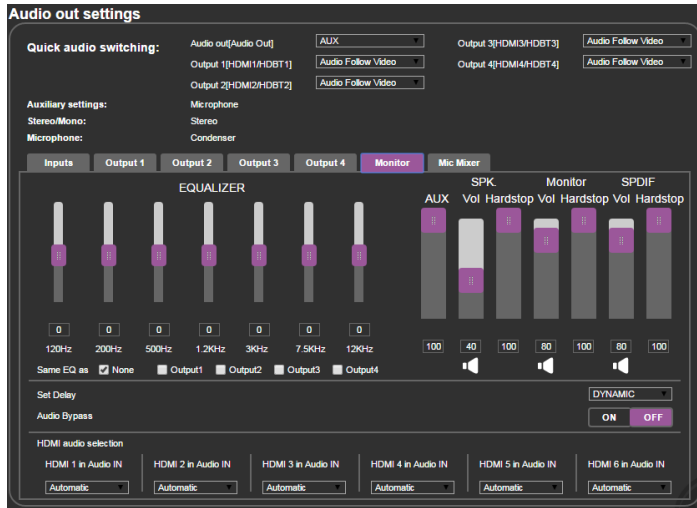 Audio out settings
Quick audio switching:
Audio out[Audio Out] AUX Output 3[HDMI3/HDBT3] Audio Follow Video
Output 1[HDMI1/HDBT1] Audio Follow Video Output 4[HDMI4/HDBT4] Audio Follow Video
Output 2[HDMI2/HDBT2] Audio Follow Video
Auxiliary settings: Microphone
Stereo/Mono: Stereo
Microphone: Condenser
Inputs Output 1 Output 2 Output 3 Output 4 Monitor Mic Mixer
EQUALIZER
SPK. Monitor SPDIF
AUX Vol Hardstop Vol Hardstop Vol Hardstop
0 0 0 0 0 0 0
120Hz 200Hz 500Hz 1.2KHz 3KHz 7.5KHz 12KHz
100 40 100 80 100 80 100
Same EQ as None Output1 Output2 Output3 Output4
Set Delay DYNAMIC
Audio Bypass ON OFF
HDMI audio selection
HDMI 1 in Audio IN HDMI 2 in Audio IN HDMI 3 in Audio IN HDMI 4 in Audio IN HDMI 5 in Audio IN HDMI 6 in Audio IN
Automatic Automatic Automatic Automatic Automatic Automatic